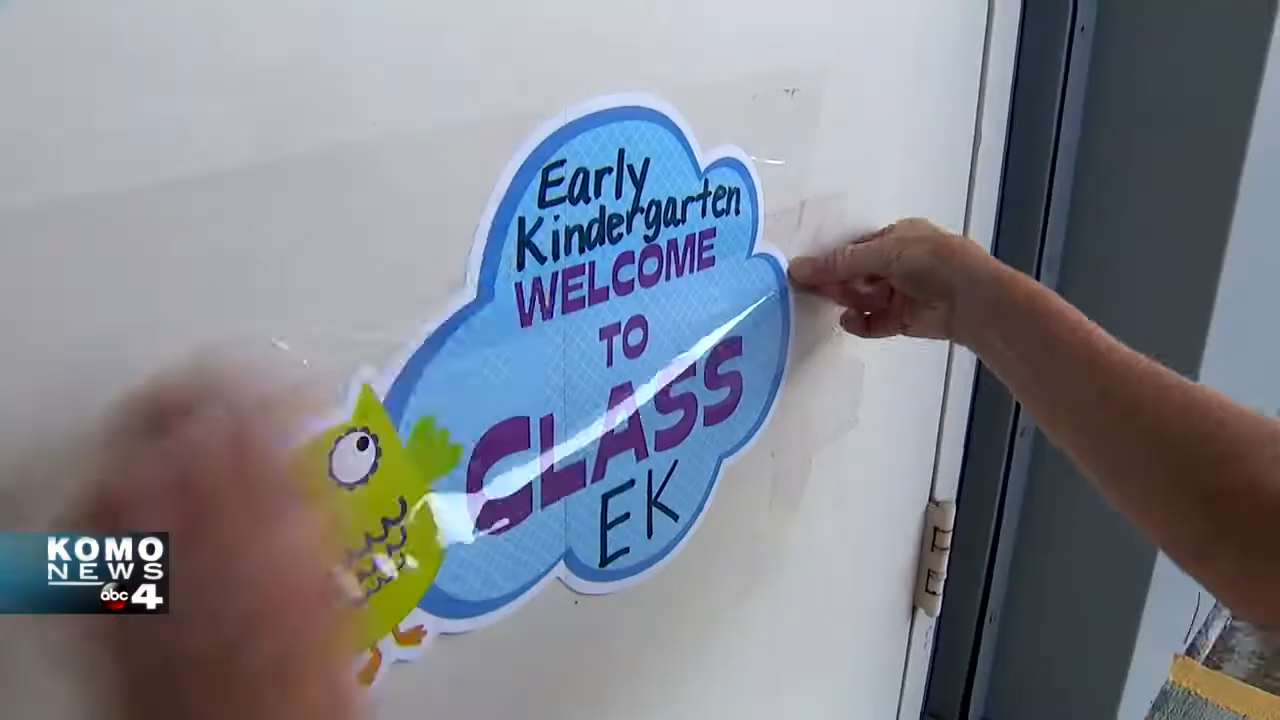 Early
Kindergarten
WELCOME
TO
CLASS
EK
KOMO
NEWS
abc 4